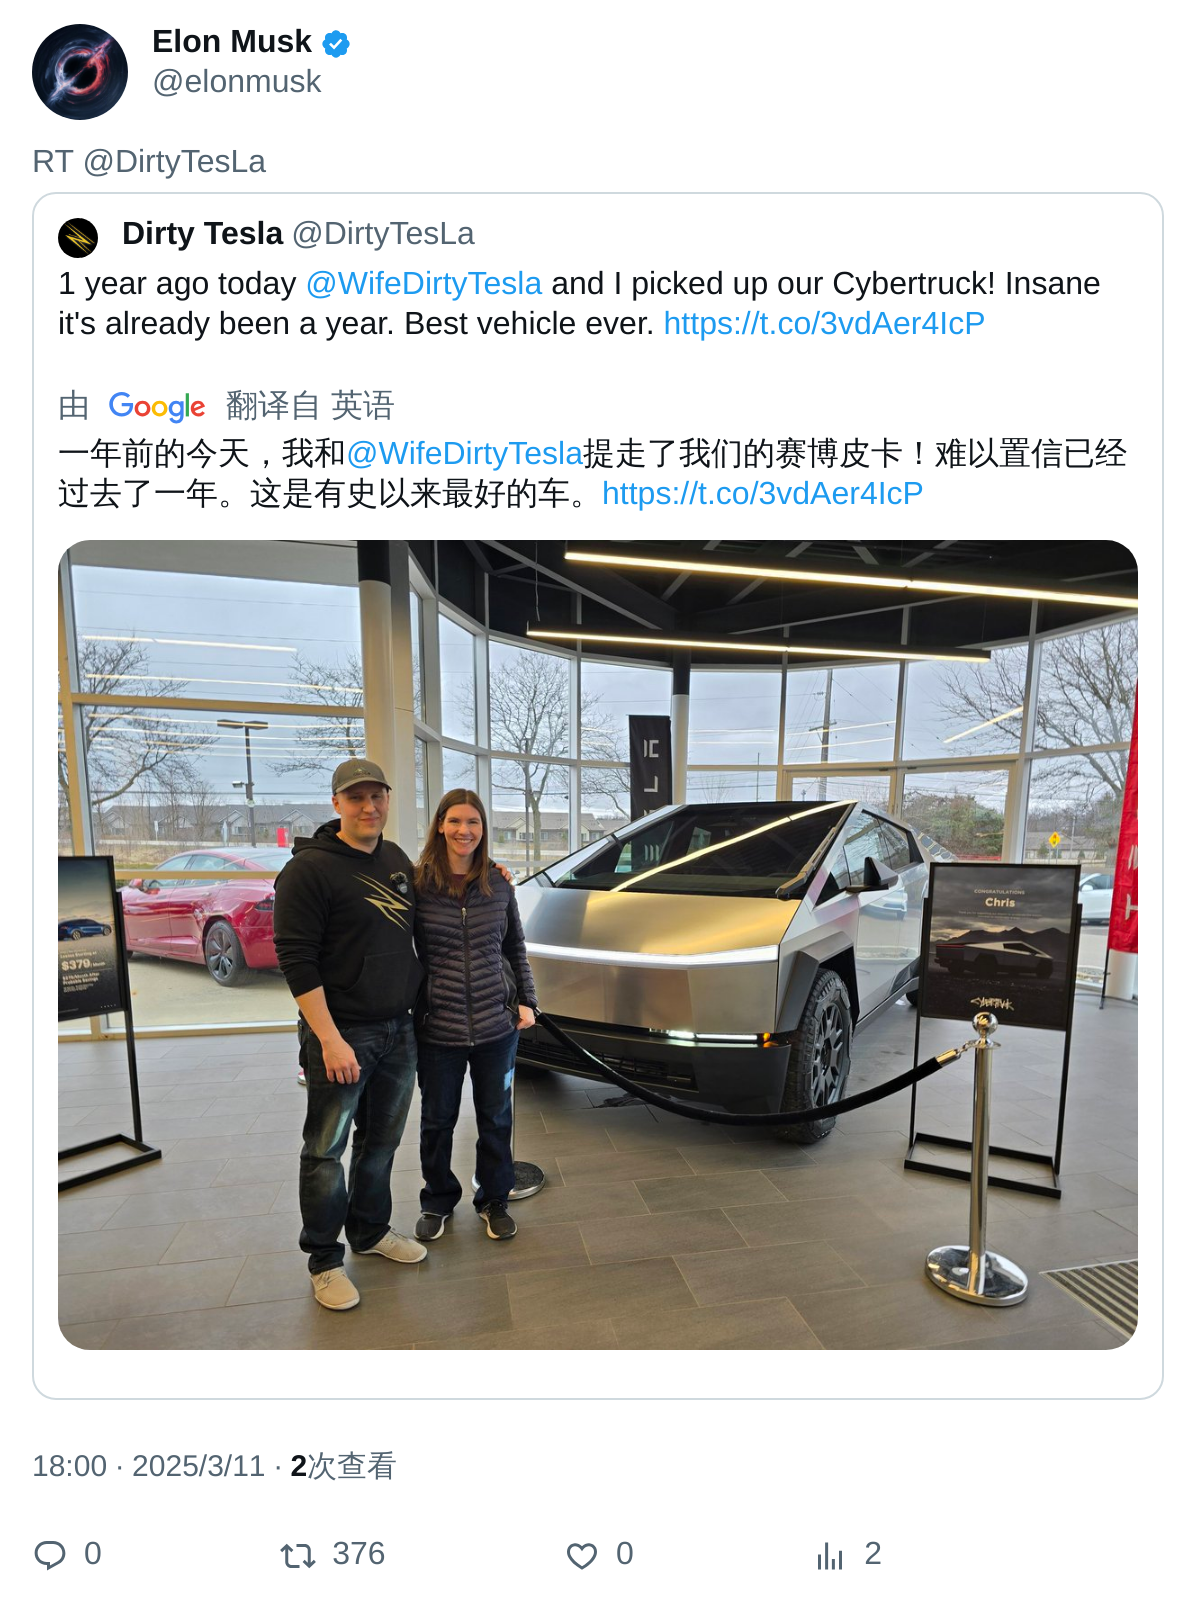 Elon Musk
@elonmusk
RT @DirtyTesLa
Dirty Tesla @DirtyTesLa
1 year ago today @WifeDirtyTesla and I picked up our Cybertruck! Insane
it's already been a year. Best vehicle ever. https://t.co/3vdAer4IcP
由 Google 翻译自 英语
一年前的今天，我和@WifeDirtyTesla提走了我们的赛博皮卡！难以置信已经
过去了一年。这是有史以来最好的车。https://t.co/3vdAer4IcP
CONGRATULATIONS
Chris
$379 /Month
18:00 · 2025/3/11 · 2次查看
0 376 0 2